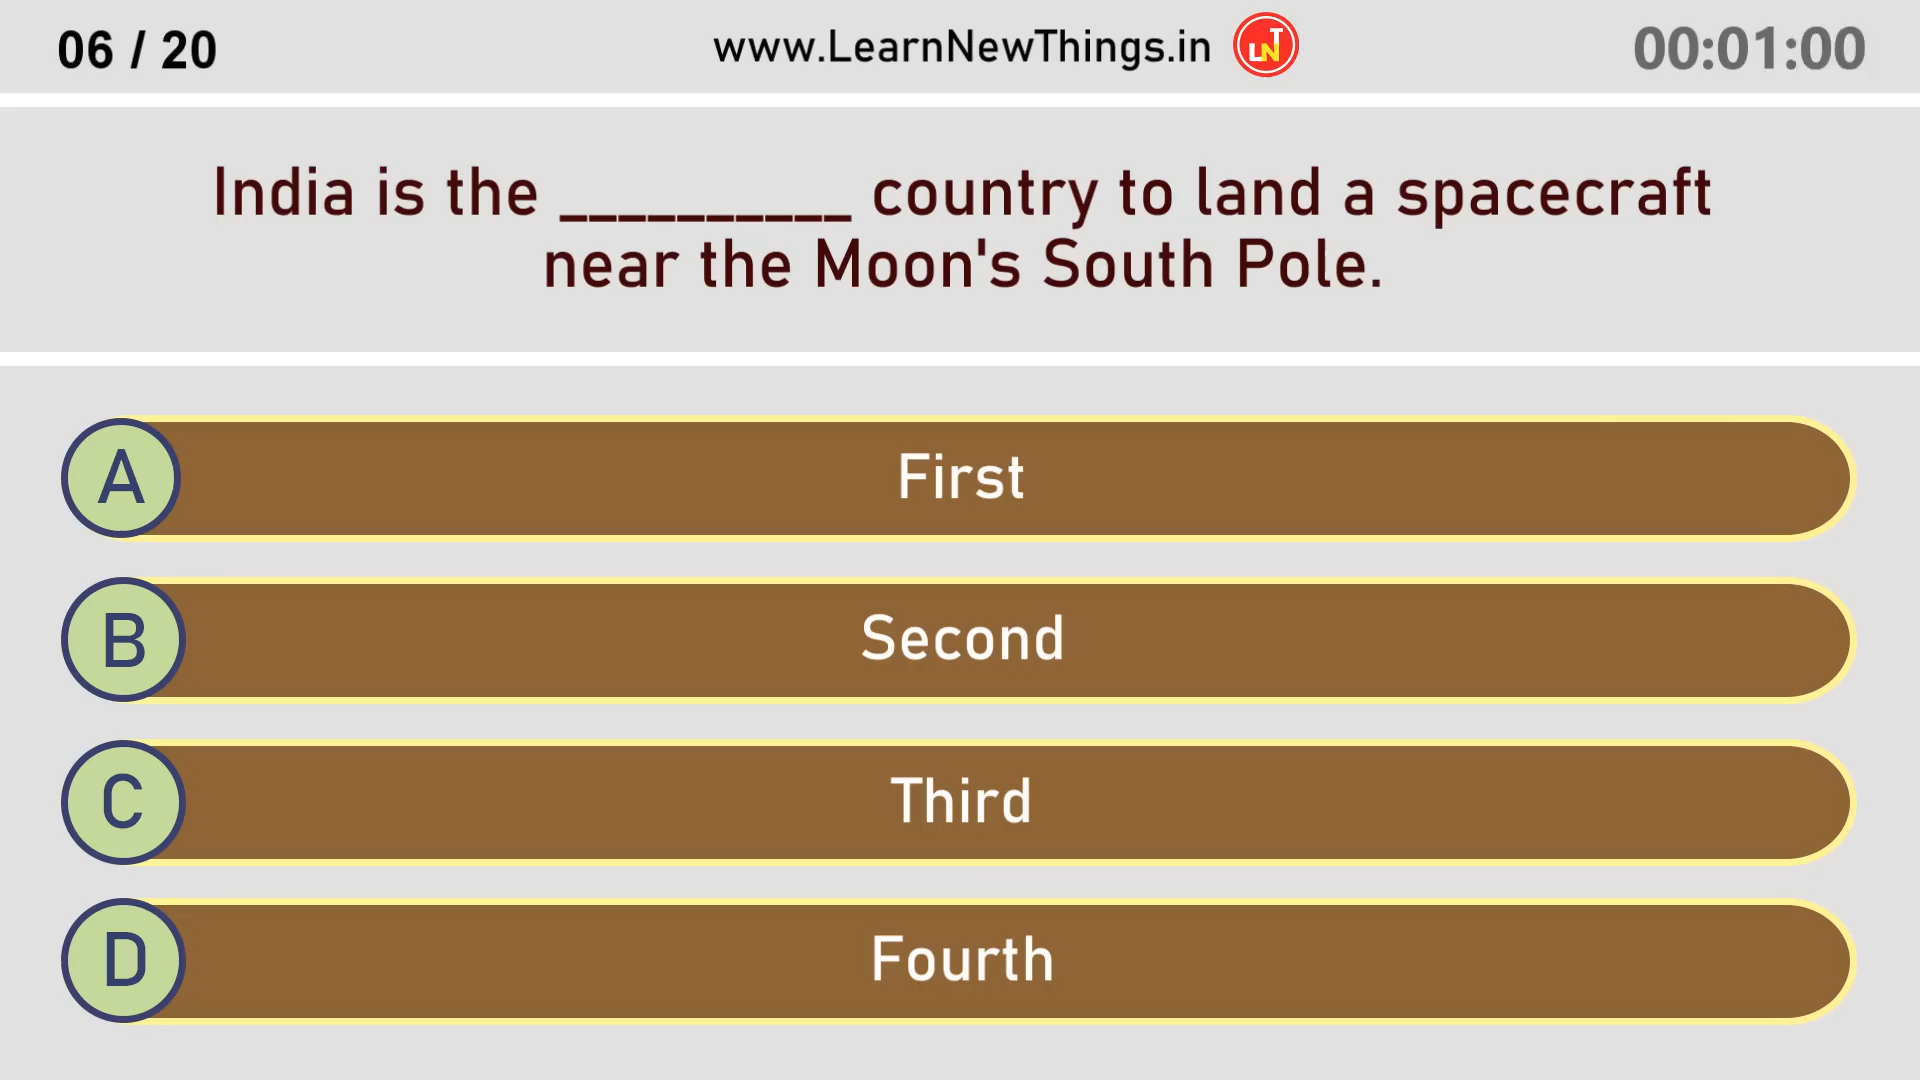 06 / 20
www.LearnNewThings.in
LNT
00:01:00
India is the __________ country to land a spacecraft
near the Moon's South Pole.
A
First
B
Second
C
Third
D
Fourth